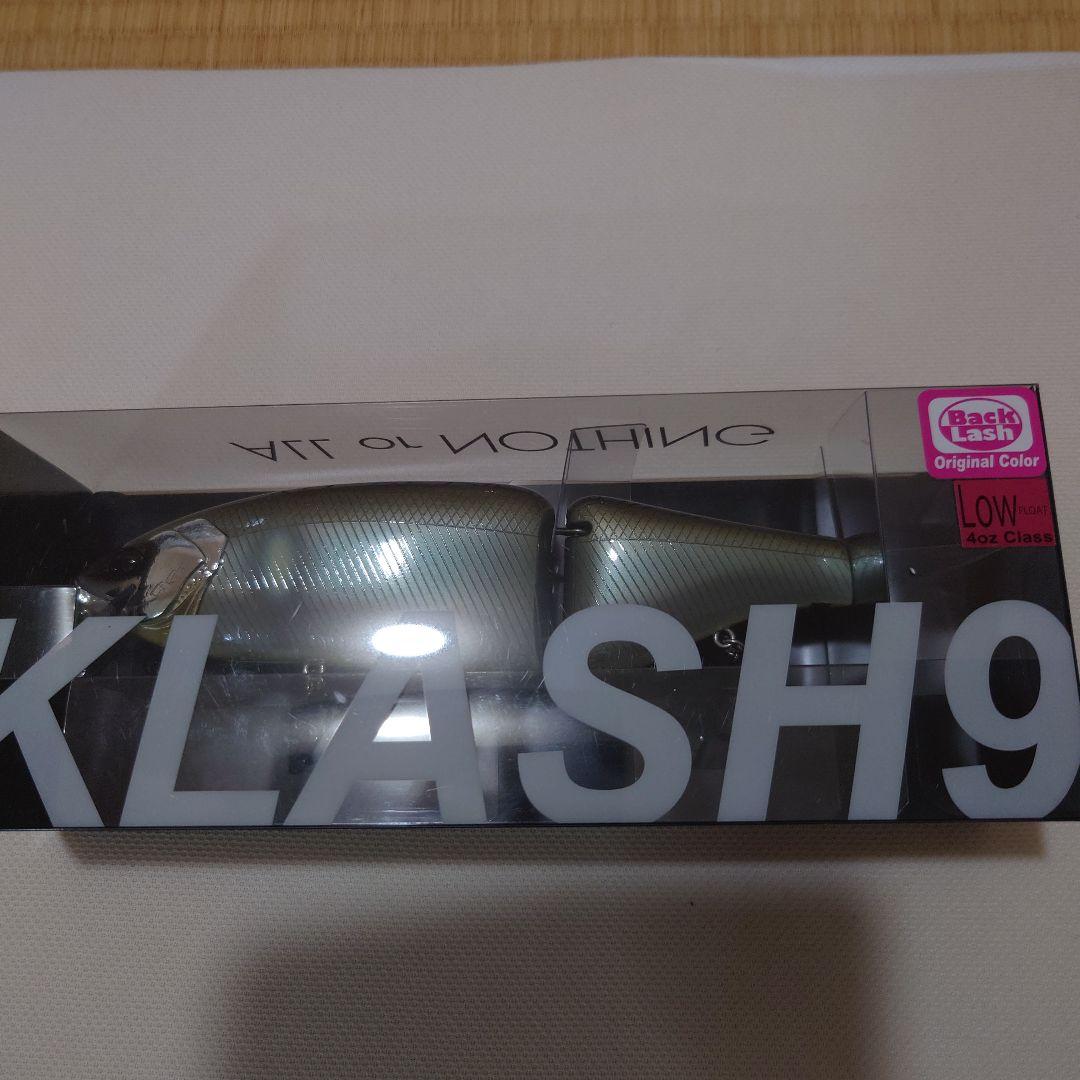 ALL or NOTHING
Back
Lash
Original Color
LOW FLOAT
4oz Class
KLASH9